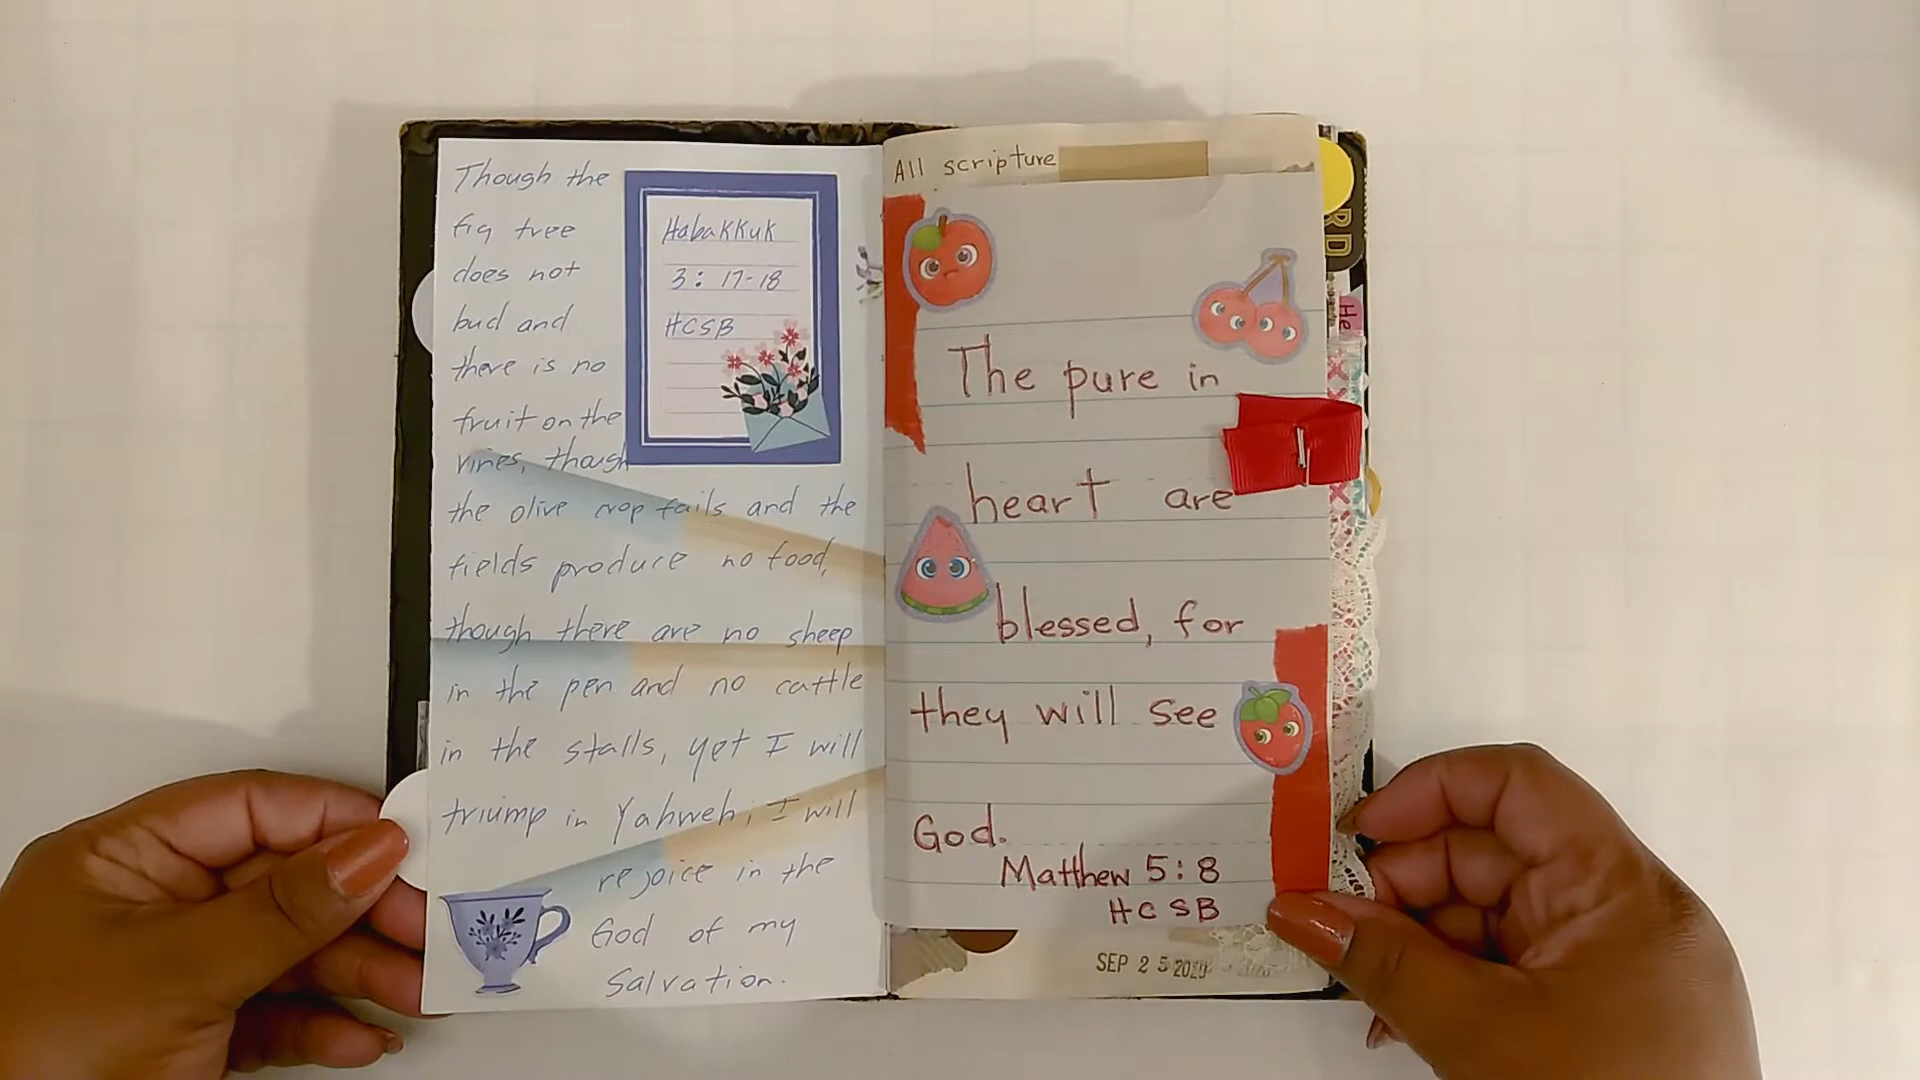 Though the
fig tree
does not
bud and
there is no
fruit on the
vines, though
the olive crop fails and the
fields produce no food,
though there are no sheep
in the pen and no cattle
in the stalls, yet I will
triump in Yahweh; I will
rejoice in the
God of my
Salvation.
Habakkuk
3: 17-18
HCSB
All scripture
The pure in
heart are
blessed, for
they will see
God.
Matthew 5:8
HCSB
SEP 25 2020
RD
He